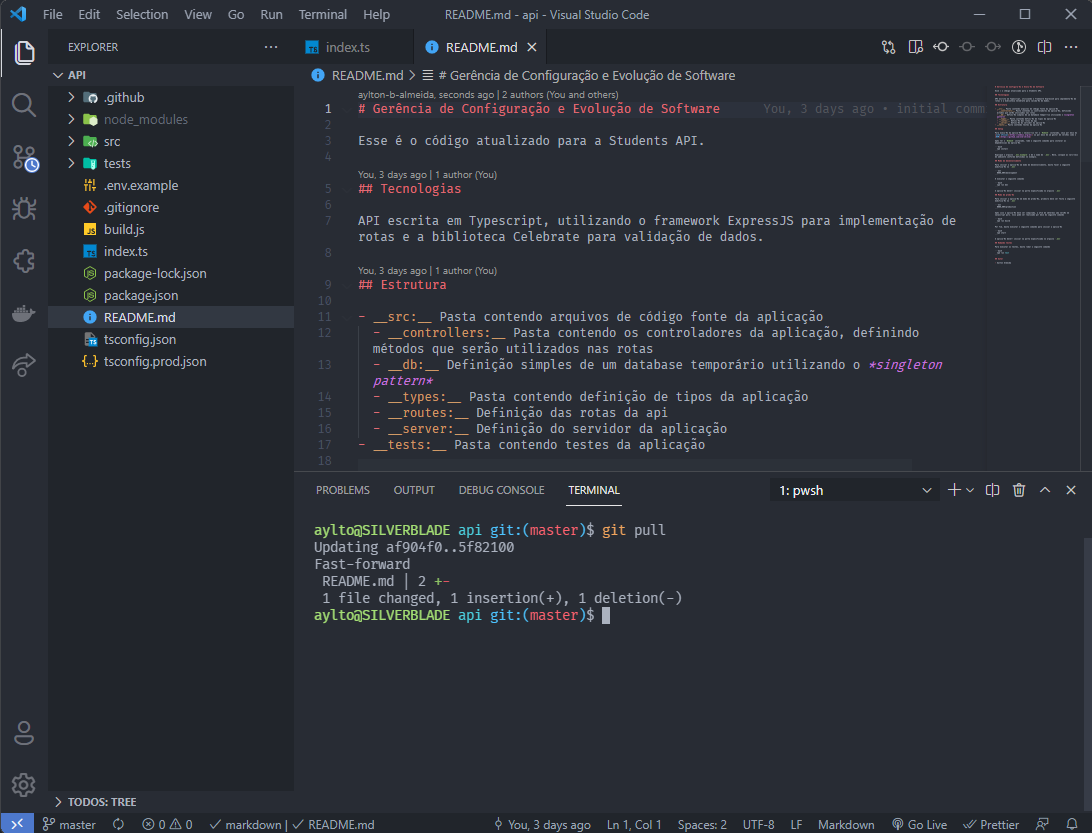 File Edit Selection View Go Run Terminal Help README.md - api - Visual Studio Code
EXPLORER
index.ts
README.md
API
.github
node_modules
src
tests
.env.example
.gitignore
build.js
index.ts
package-lock.json
package.json
README.md
tsconfig.json
tsconfig.prod.json
TODOS: TREE
README.md > # Gerência de Configuração e Evolução de Software
aylton-b-almeida, seconds ago | 2 authors (You and others)
1 # Gerência de Configuração e Evolução de Software You, 3 days ago • initial comm
2
3 Esse é o código atualizado para a Students API.
4
You, 3 days ago | 1 author (You)
5 ## Tecnologias
6
7 API escrita em Typescript, utilizando o framework ExpressJS para implementação de
rotas e a biblioteca Celebrate para validação de dados.
8
You, 3 days ago | 1 author (You)
9 ## Estrutura
10
11 - __src:__ Pasta contendo arquivos de código fonte da aplicação
12 - __controllers:__ Pasta contendo os controladores da aplicação, definindo
métodos que serão utilizados nas rotas
13 - __db:__ Definição simples de um database temporário utilizando o *singleton
pattern*
14 - __types:__ Pasta contendo definição de tipos da aplicação
15 - __routes:__ Definição das rotas da api
16 - __server:__ Definição do servidor da aplicação
17 - __tests:__ Pasta contendo testes da aplicação
18
PROBLEMS OUTPUT DEBUG CONSOLE TERMINAL 1: pwsh
aylto@SILVERBLADE api git:(master)$ git pull
Updating af904f0..5f82100
Fast-forward
README.md | 2 +-
1 file changed, 1 insertion(+), 1 deletion(-)
aylto@SILVERBLADE api git:(master)$
master 0 0 markdown | README.md You, 3 days ago Ln 1, Col 1 Spaces: 2 UTF-8 LF Markdown Go Live Prettier